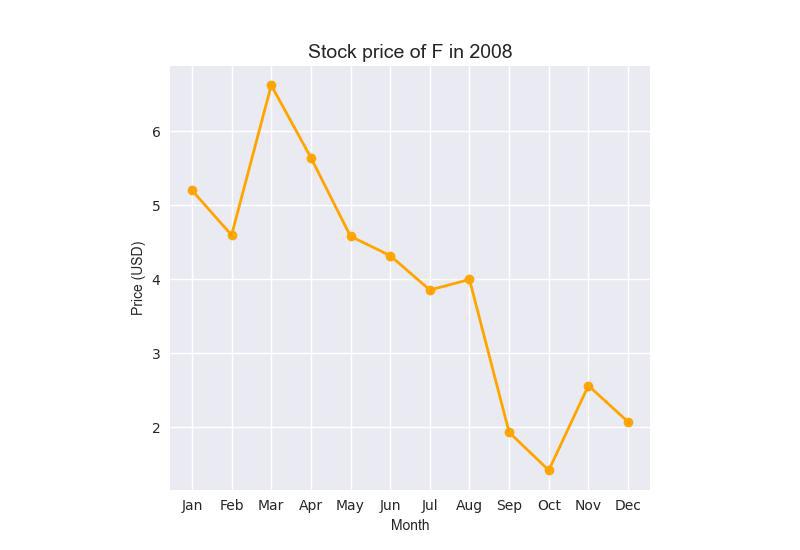 Stock price of F in 2008
Price (USD)
6
5
4
3
2
Jan Feb Mar Apr May Jun Jul Aug Sep Oct Nov Dec
Month